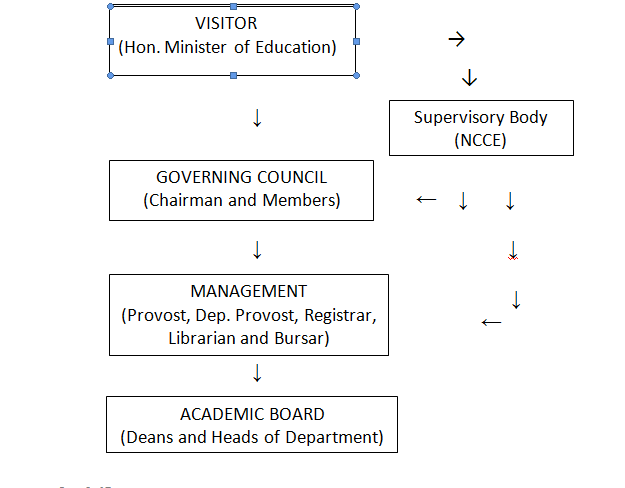 VISITOR
(Hon. Minister of Education)
Supervisory Body
(NCCE)
GOVERNING COUNCIL
(Chairman and Members)
MANAGEMENT
(Provost, Dep. Provost, Registrar,
Librarian and Bursar)
ACADEMIC BOARD
(Deans and Heads of Department)